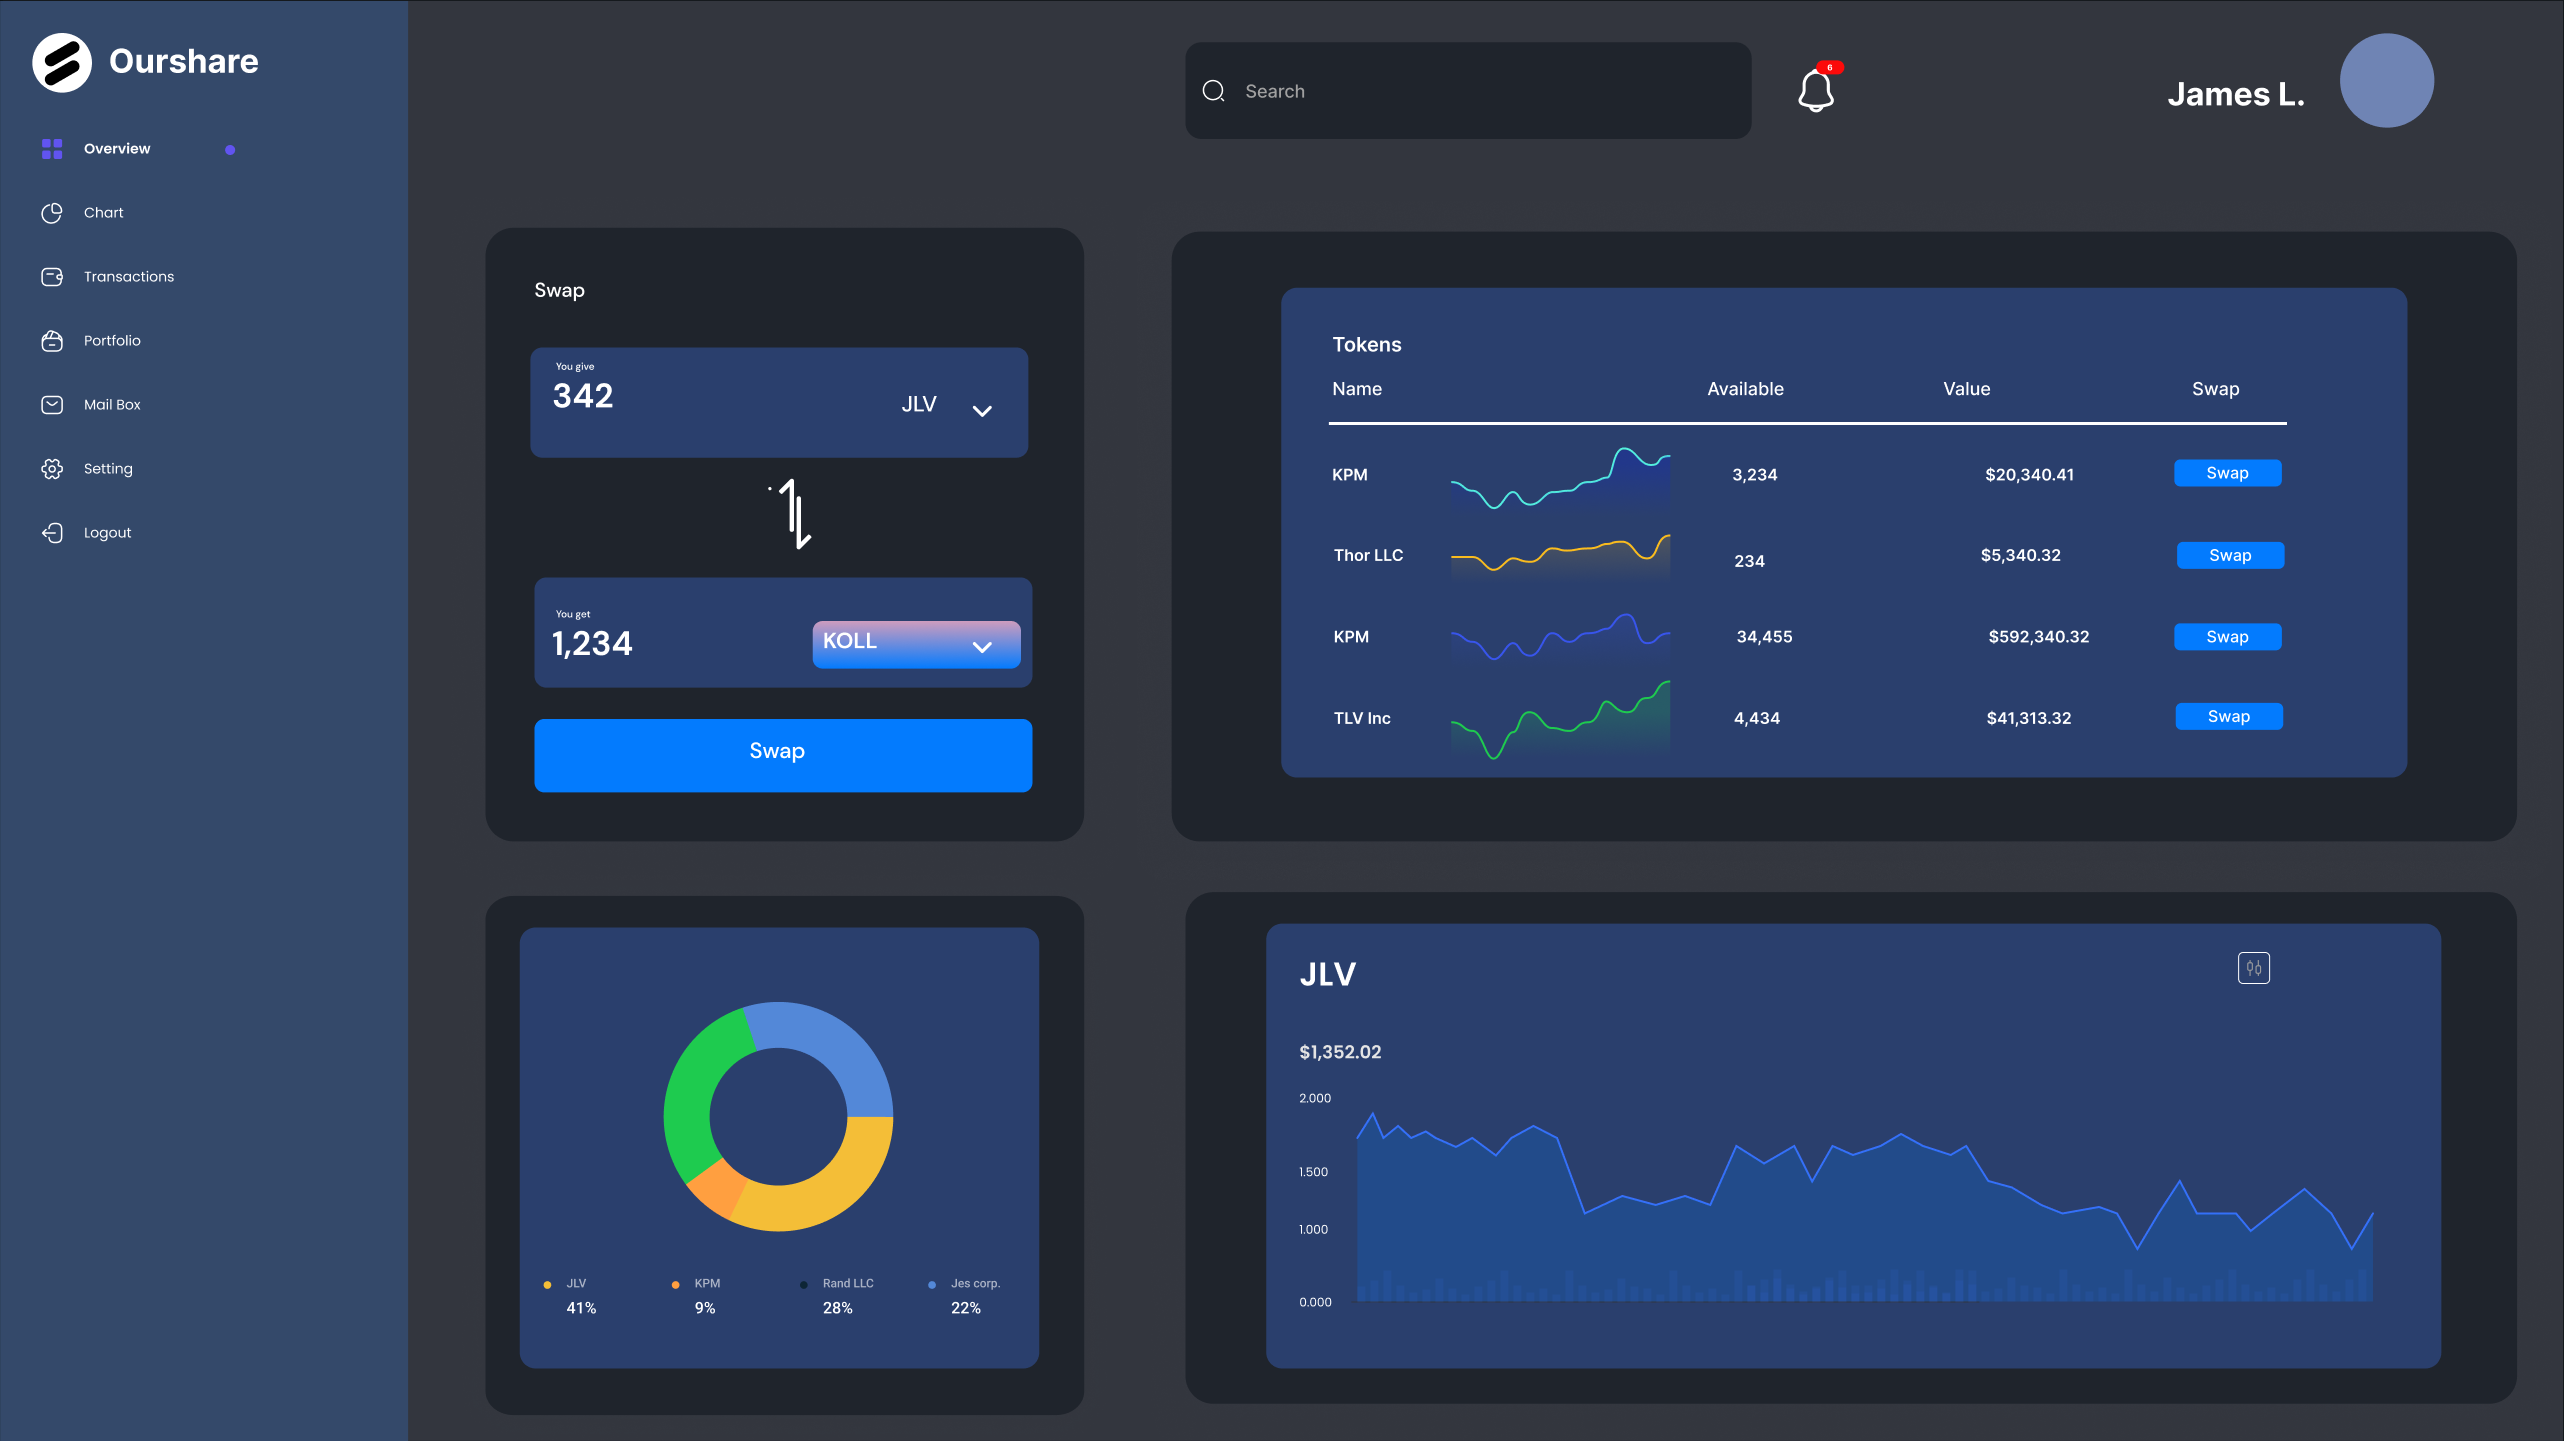 Ourshare
Overview
Chart
Transactions
Portfolio
Mail Box
Setting
Logout
Search
6
James L.
Swap
You give
342
JLV
You get
1,234
KOLL
Swap
Tokens
Name Available Value Swap
KPM 3,234 $20,340.41 Swap
Thor LLC 234 $5,340.32 Swap
KPM 34,455 $592,340.32 Swap
TLV Inc 4,434 $41,313.32 Swap
JLV KPM Rand LLC Jes corp.
41% 9% 28% 22%
JLV
$1,352.02
2.000
1.500
1.000
0.000